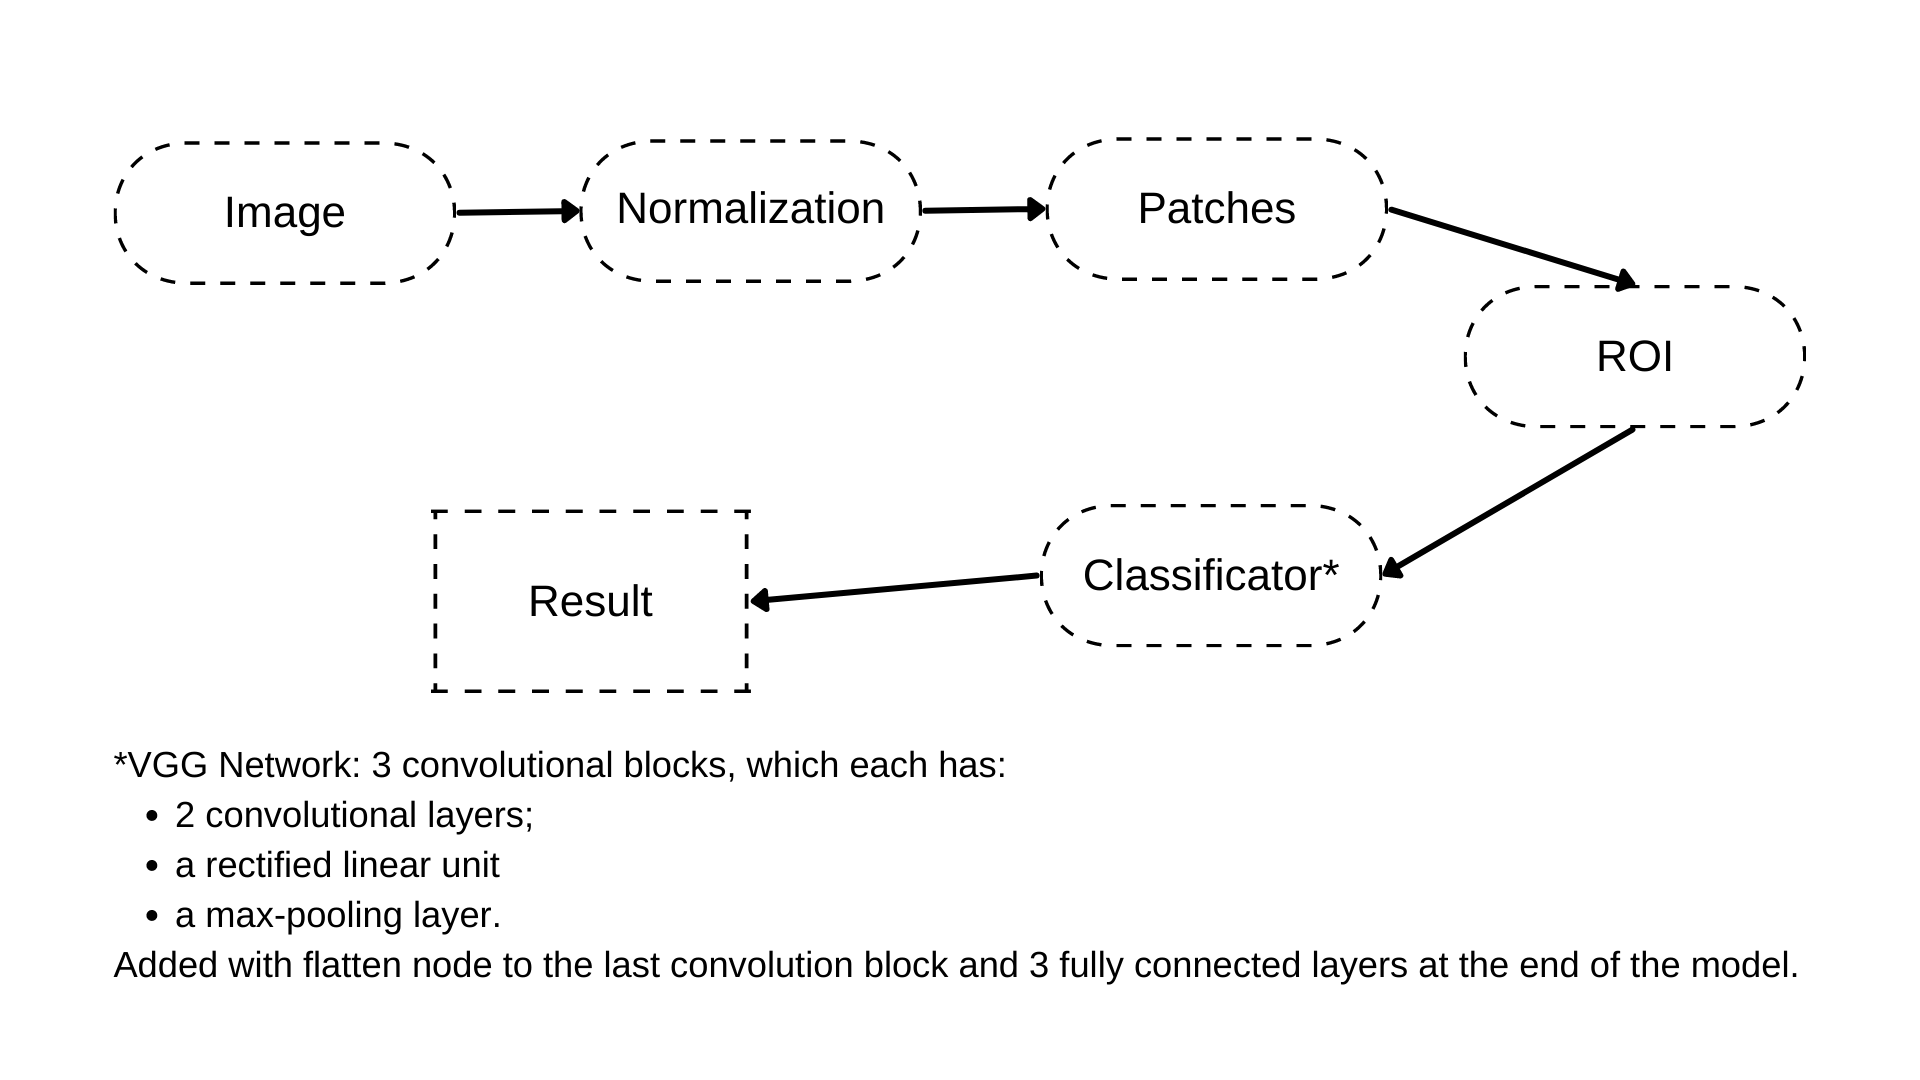 Image
Normalization
Patches
ROI
Classificator*
Result
*VGG Network: 3 convolutional blocks, which each has:
• 2 convolutional layers;
• a rectified linear unit
• a max-pooling layer.
Added with flatten node to the last convolution block and 3 fully connected layers at the end of the model.